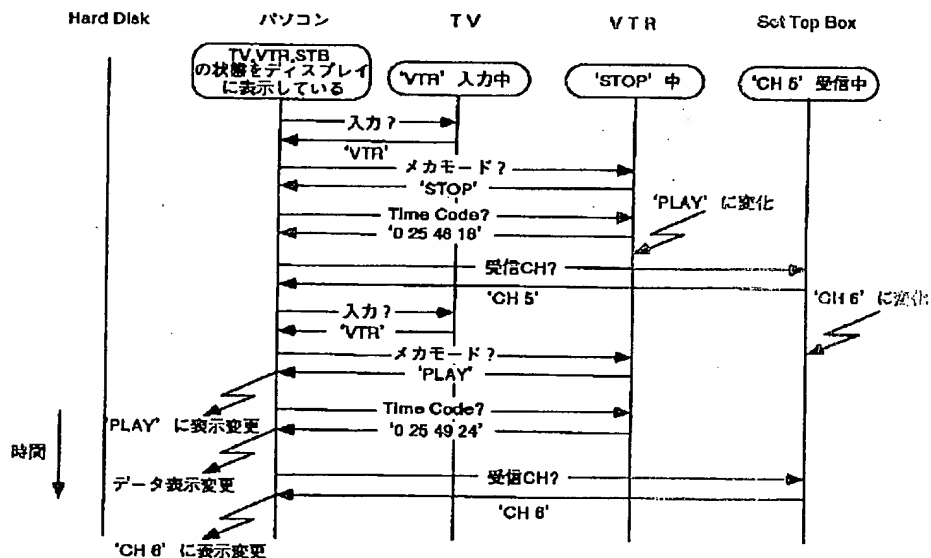 Hard Disk
パソコン
TV
VTR
Set Top Box
TV,VTR,STB
の状態をディスプレイ
に表示している
'VTR' 入力中
'STOP' 中
'CH 5' 受信中
入力?
'VTR'
メカモード?
'STOP'
Time Code?
'0 25 46 18'
'PLAY' に変化
受信CH?
'CH 5'
'CH 6' に変化
入力?
'VTR'
メカモード?
'PLAY'
'PLAY' に表示変更
Time Code?
'0 25 49 24'
時間
データ表示変更
受信CH?
'CH 6'
'CH 6' に表示変更